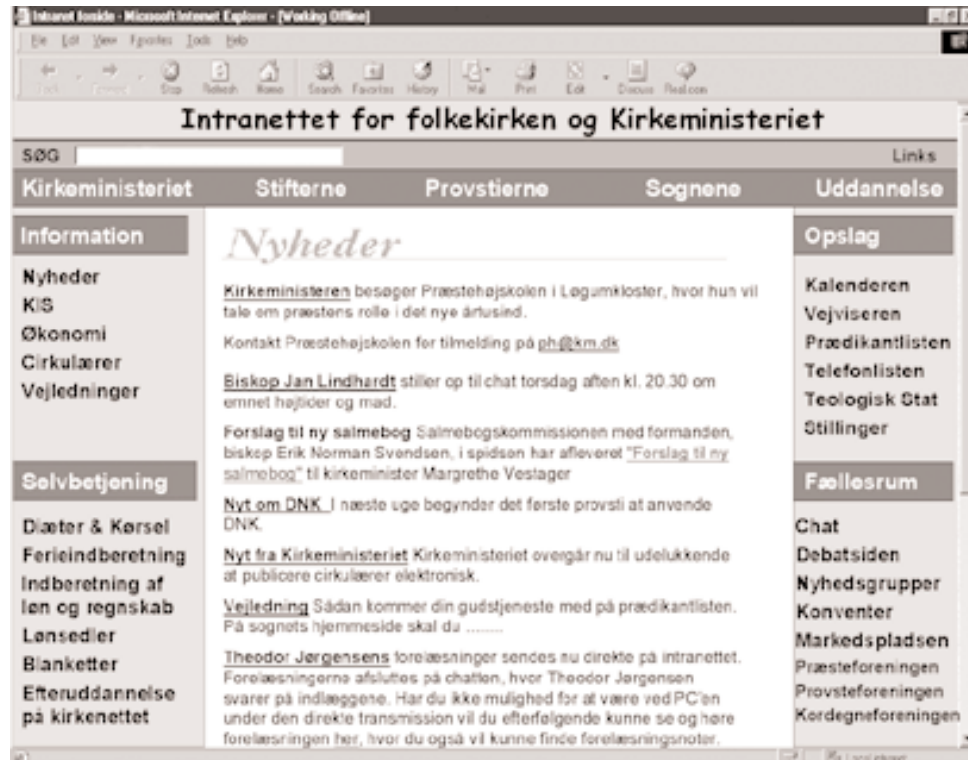 Intranet forside - Microsoft Internet Explorer - [Working Offline]
File Edit View Favorites Tools Help
Back Forward Stop Refresh Home Search Favorites History Mail Print Edit Discuss Real.com
Intranettet for folkekirken og Kirkeministeriet
SØG Links
Kirkeministeriet Stifterne Provstierne Sognene Uddannelse
Information
Nyheder
KIS
Økonomi
Cirkulærer
Vejledninger
Selvbetjening
Diæter & Kørsel
Ferieindberetning
Indberetning af
løn og regnskab
Lønsedler
Blanketter
Efteruddannelse
på kirkenettet
Nyheder
Kirkeministeren besøger Præstehøjskolen i Løgumkloster, hvor hun vil
tale om præstens rolle i det nye årtusind.
Kontakt Præstehøjskolen for tilmelding på ph@km.dk
Biskop Jan Lindhardt stiller op til chat torsdag aften kl. 20.30 om
emnet højtider og mad.
Forslag til ny salmebog Salmebogskommissionen med formanden,
biskop Erik Norman Svendsen, i spidsen har afleveret "Forslag til ny
salmebog" til kirkeminister Margrethe Vestager
Nyt om DNK I næste uge begynder det første provsti at anvende
DNK.
Nyt fra Kirkeministeriet Kirkeministeriet overgår nu til udelukkende
at publicere cirkulærer elektronisk.
Vejledning Sådan kommer din gudstjeneste med på prædikantlisten.
På sognets hjemmeside skal du ........
Theodor Jørgensens forelæsninger sendes nu direkte på intranettet.
Forelæsningerne afsluttes på chatten, hvor Theodor Jørgensen
svarer på indlæggene. Har du ikke mulighed for at være ved PC'en
under den direkte transmission vil du efterfølgende kunne se og høre
forelæsningen her, hvor du også vil kunne finde forelæsningsnoter.
Opslag
Kalenderen
Vejviseren
Prædikantlisten
Telefonlisten
Teologisk Stat
Stillinger
Fællesrum
Chat
Debatsiden
Nyhedsgrupper
Konventer
Markedspladsen
Præsteforeningen
Provsteforeningen
Kordegneforeningen
Local intranet